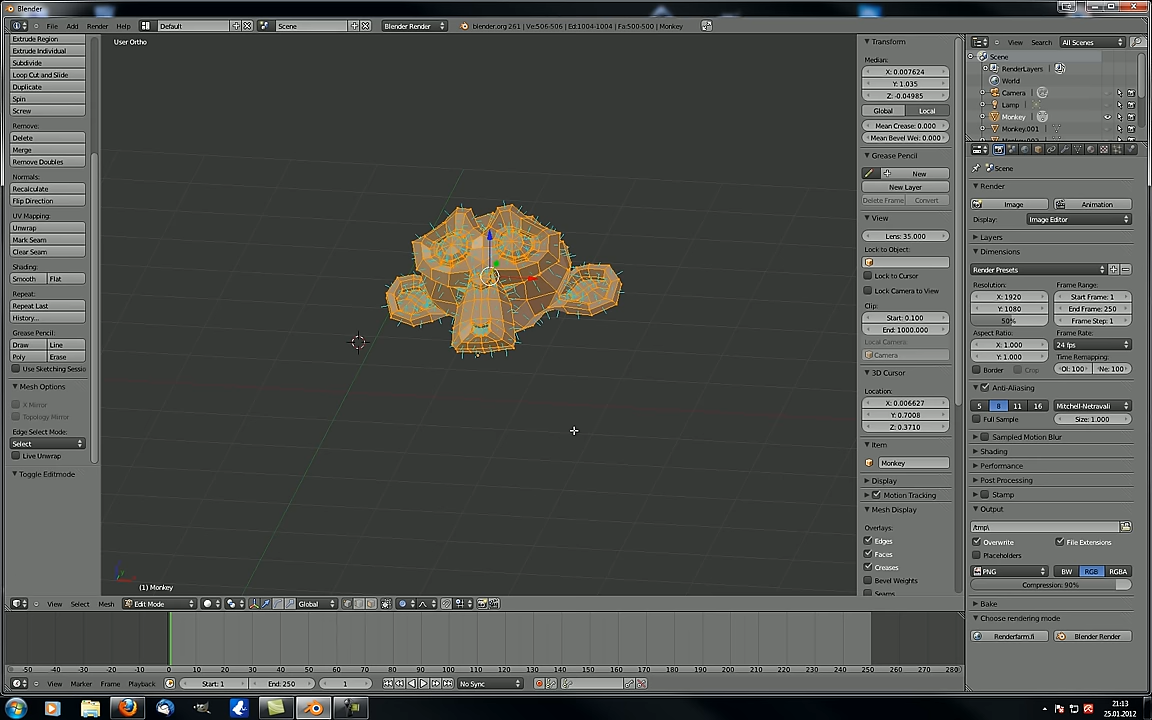 Blender
File
Add
Render
Help
Default
Scene
Blender Render
blender.org 261 | Ve:506-506 | Ed:1004-1004 | Fa:500-500 | Monkey
Extrude Region
Extrude Individual
Subdivide
Loop Cut and Slide
Duplicate
Spin
Screw
Remove:
Delete
Merge
Remove Doubles
Normals:
Recalculate
Flip Direction
UV Mapping:
Unwrap
Mark Seam
Clear Seam
Shading:
Smooth
Flat
Repeat:
Repeat Last
History...
Grease Pencil:
Draw
Line
Poly
Erase
Use Sketching Sessio
Mesh Options
X Mirror
Topology Mirror
Edge Select Mode:
Select
Live Unwrap
Toggle Editmode
User Ortho
(1) Monkey
Transform
Median:
X: 0.007624
Y: 1.035
Z: -0.04985
Global
Local
Mean Crease: 0.000
Mean Bevel Wei: 0.000
Grease Pencil
New
New Layer
Delete Frame
Convert
View
Lens: 35.000
Lock to Object:
Lock to Cursor
Lock Camera to View
Clip:
Start: 0.100
End: 1000.000
Local Camera:
Camera
3D Cursor
Location:
X: 0.006627
Y: 0.7008
Z: 0.3710
Item
Monkey
Display
Motion Tracking
Mesh Display
Overlays:
Edges
Faces
Creases
Bevel Weights
Seams
View
Search
All Scenes
Scene
RenderLayers
World
Camera
Lamp
Monkey
Monkey.001
Scene
Render
Image
Animation
Display:
Image Editor
Layers
Dimensions
Render Presets
Resolution:
Frame Range:
X: 1920
Start Frame: 1
Y: 1080
End Frame: 250
50%
Frame Step: 1
Aspect Ratio:
Frame Rate:
X: 1.000
24 fps
Y: 1.000
Time Remapping:
Border
Crop
Ol: 100
Ne: 100
Anti-Aliasing
5
8
11
16
Mitchell-Netravali
Full Sample
Size: 1.000
Sampled Motion Blur
Shading
Performance
Post Processing
Stamp
Output
/tmp\
Overwrite
File Extensions
Placeholders
PNG
BW
RGB
RGBA
Compression: 90%
Bake
Choose rendering mode
Renderfarm.fi
Blender Render
View
Select
Mesh
Edit Mode
Global
-50 -40 -30 -20 -10 0 10 20 30 40 50 60 70 80 90 100 110 120 130 140 150 160 170 180 190 200 210 220 230 240 250 260 270 280
View
Marker
Frame
Playback
Start: 1
End: 250
1
No Sync
21:13
25.01.2012